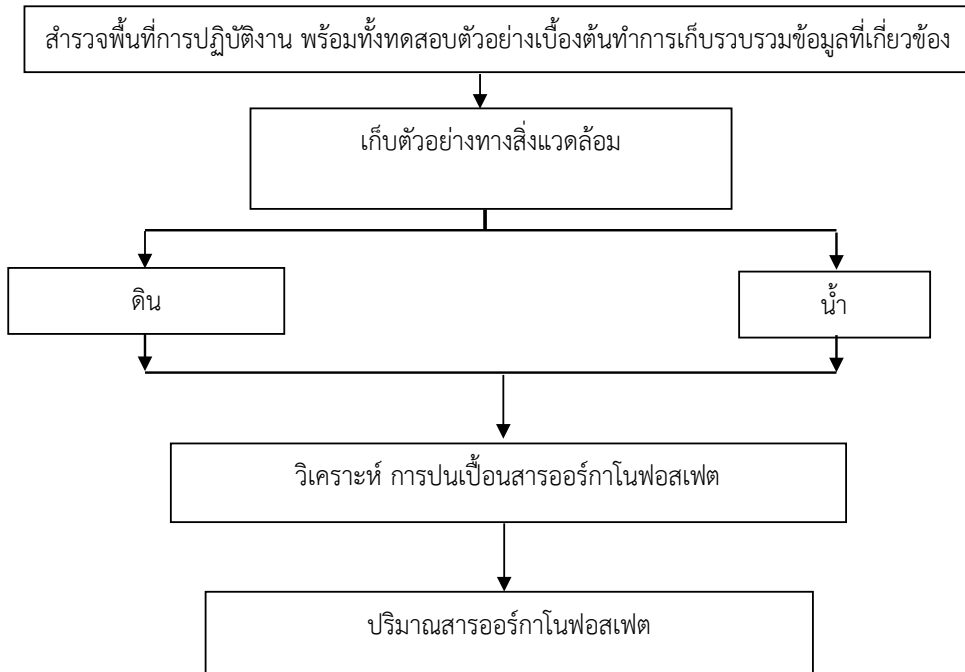 สำรวจพื้นที่การปฏิบัติงาน พร้อมทั้งทดสอบตัวอย่างเบื้องต้นทำการเก็บรวบรวมข้อมูลที่เกี่ยวข้อง
เก็บตัวอย่างทางสิ่งแวดล้อม
ดิน
น้ำ
วิเคราะห์ การปนเปื้อนสารออร์กาโนฟอสเฟต
ปริมาณสารออร์กาโนฟอสเฟต